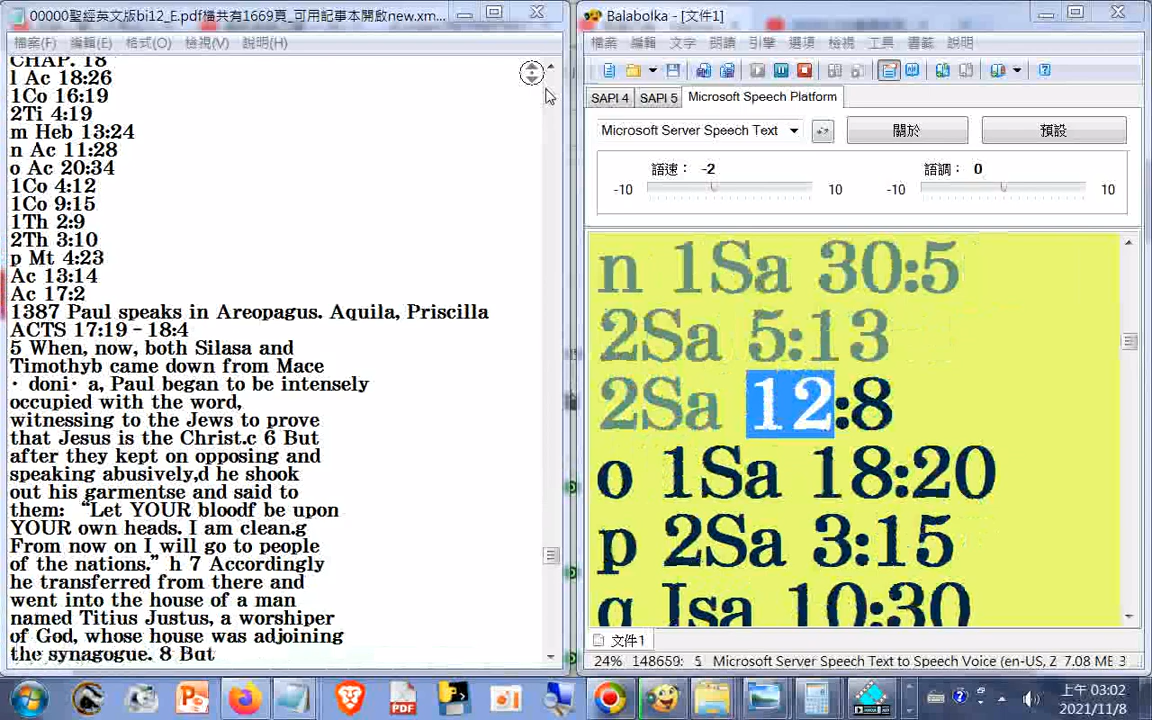 00000聖經英文版bi12_E.pdf檔共有1669頁_可用記事本開啟new.xm...
檔案(F) 編輯(E) 格式(O) 檢視(V) 說明(H)
CHAP. 18
l Ac 18:26
1Co 16:19
2Ti 4:19
m Heb 13:24
n Ac 11:28
o Ac 20:34
1Co 4:12
1Co 9:15
1Th 2:9
2Th 3:10
p Mt 4:23
Ac 13:14
Ac 17:2
1387 Paul speaks in Areopagus. Aquila, Priscilla
ACTS 17:19–18:4
5 When, now, both Silasa and
Timothyb came down from Mace
· doni· a, Paul began to be intensely
occupied with the word,
witnessing to the Jews to prove
that Jesus is the Christ.c 6 But
after they kept on opposing and
speaking abusively,d he shook
out his garmentse and said to
them: “Let YOUR bloodf be upon
YOUR own heads. I am clean.g
From now on I will go to people
of the nations.” h 7 Accordingly
he transferred from there and
went into the house of a man
named Titius Justus, a worshiper
of God, whose house was adjoining
the synagogue. 8 But
Balabolka - [文件1]
檔案 編輯 文字 朗讀 引擎 選項 檢視 工具 書籤 說明
SAPI 4 SAPI 5 Microsoft Speech Platform
Microsoft Server Speech Text 關於 預設
語速： -2 語調： 0
-10 10 -10 10
n 1Sa 30:5
2Sa 5:13
2Sa 12:8
o 1Sa 18:20
p 2Sa 3:15
q Isa 10:30
文件1
24% 148659: Microsoft Server Speech Text to Speech Voice (en-US, Z 7.08 MB 3
上午 03:02
2021/11/8